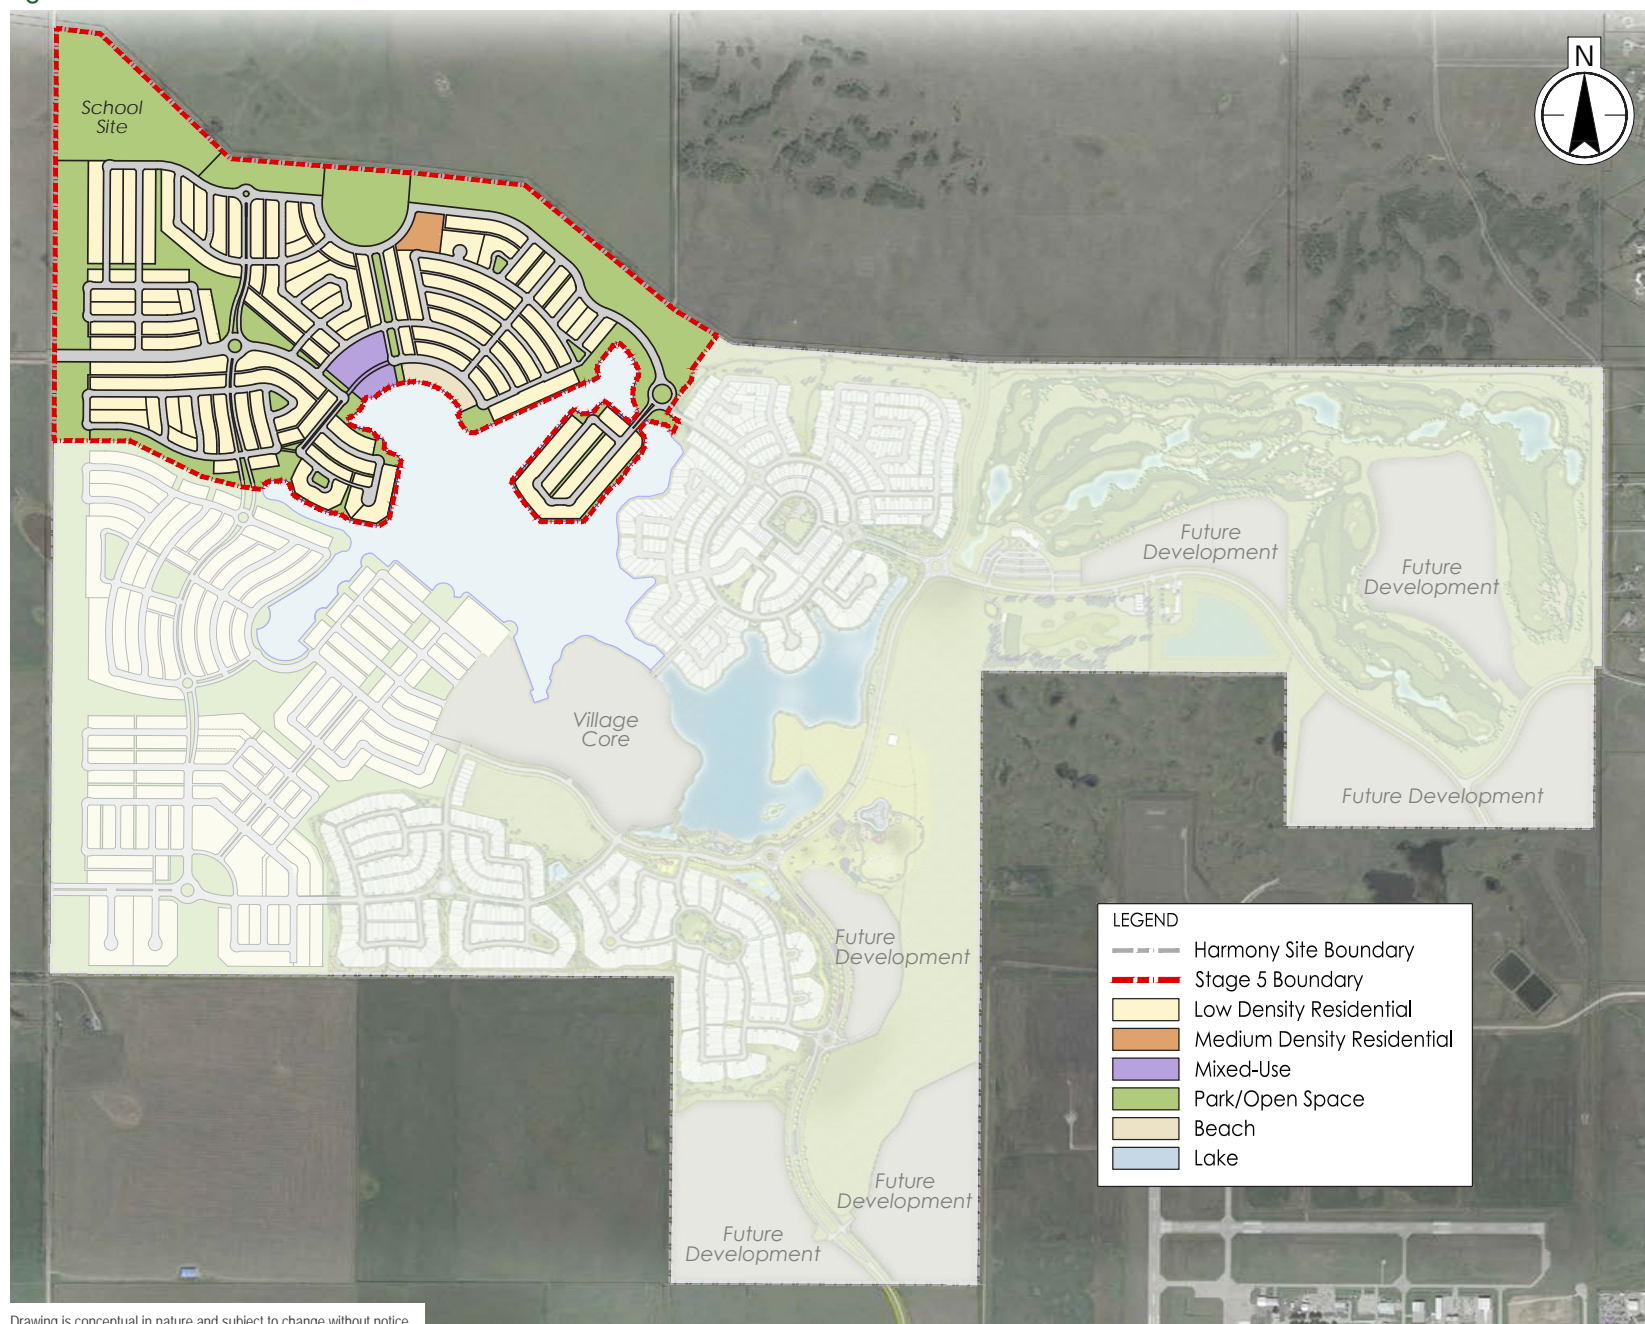 N
School
Site
Future
Development
Future
Development
Village
Core
Future Development
Future
Development
Future
Development
Future
Development
LEGEND
Harmony Site Boundary
Stage 5 Boundary
Low Density Residential
Medium Density Residential
Mixed-Use
Park/Open Space
Beach
Lake
Drawing is conceptual in nature and subject to change without notice